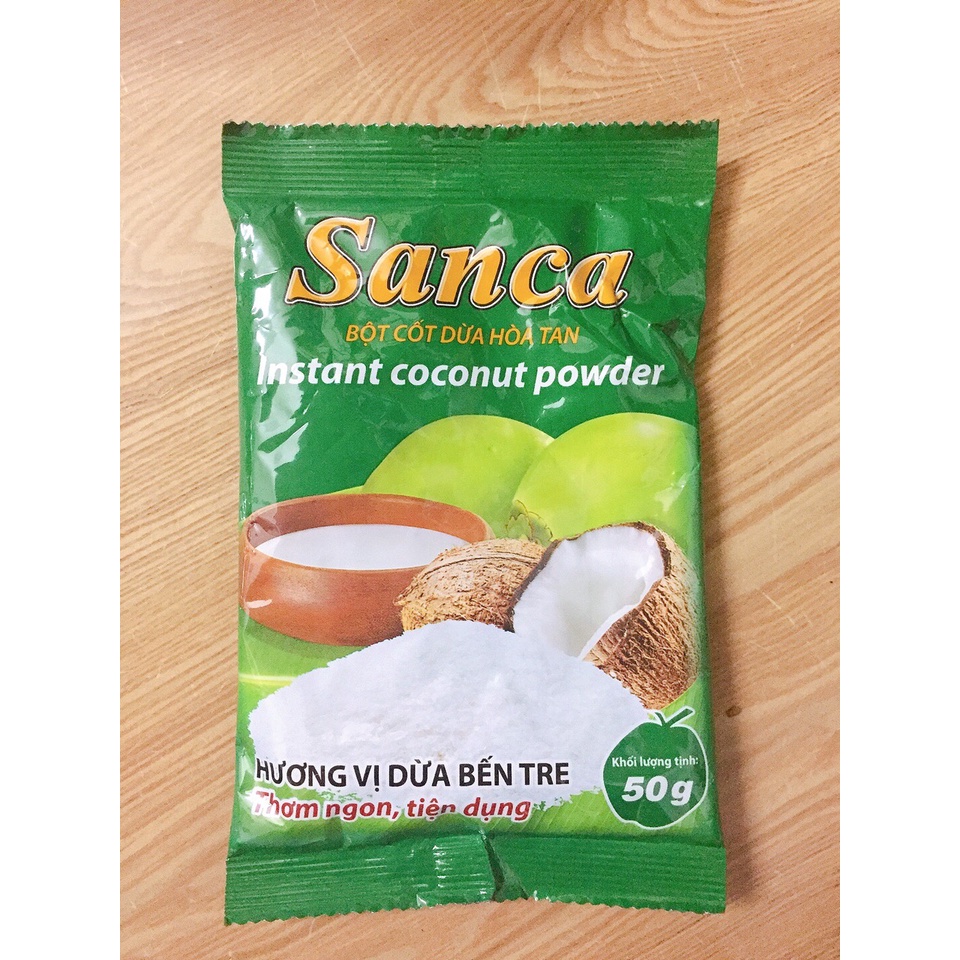 Sanca
BỘT CỐT DỪA HÒA TAN
Instant coconut powder
HƯƠNG VỊ DỪA BẾN TRE
Thơm ngon, tiện dụng
Khối lượng tịnh:
50g